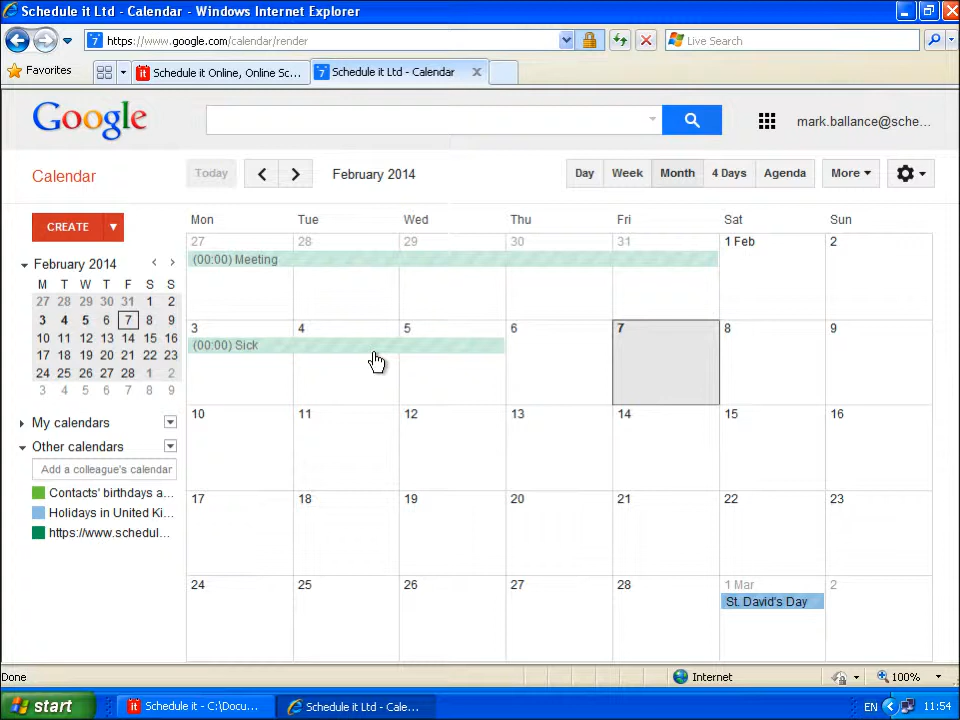 Schedule it Ltd - Calendar - Windows Internet Explorer
https://www.google.com/calendar/render
Live Search
Favorites
Schedule it Online, Online Sc...
Schedule it Ltd - Calendar
Google
mark.ballance@sche...
Calendar
Today
February 2014
Day Week Month 4 Days Agenda
More
CREATE
February 2014
M T W T F S S
27 28 29 30 31 1 2
3 4 5 6 7 8 9
10 11 12 13 14 15 16
17 18 19 20 21 22 23
24 25 26 27 28 1 2
3 4 5 6 7 8 9
My calendars
Other calendars
Add a colleague's calendar
Contacts' birthdays a...
Holidays in United Ki...
https://www.schedul...
Mon Tue Wed Thu Fri Sat Sun
27 28 29 30 31 1 Feb 2
(00:00) Meeting
3 4 5 6 7 8 9
(00:00) Sick
10 11 12 13 14 15 16
17 18 19 20 21 22 23
24 25 26 27 28 1 Mar 2
St. David's Day
Done
Internet
100%
start
Schedule it - C:\Docu...
Schedule it Ltd - Cale...
EN
11:54